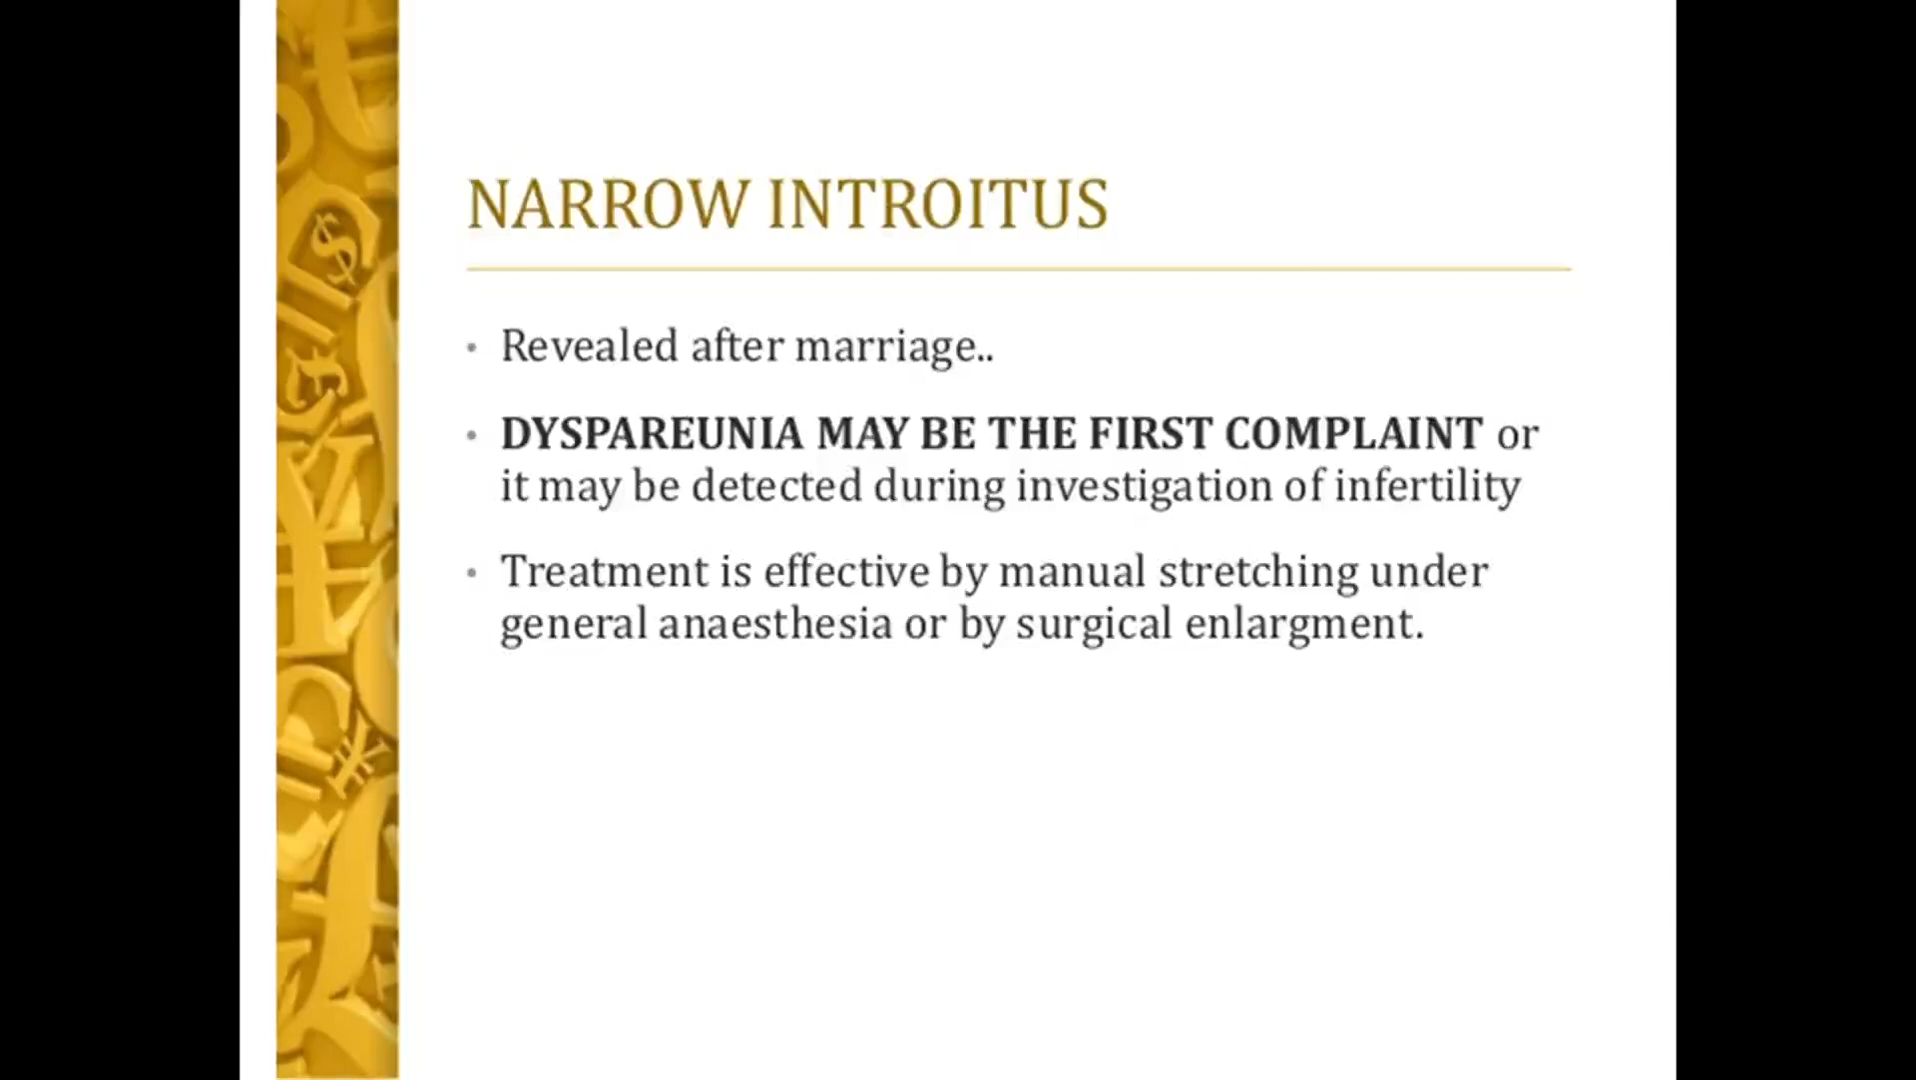 NARROW INTROITUS
• Revealed after marriage..
• DYSPAREUNIA MAY BE THE FIRST COMPLAINT or
it may be detected during investigation of infertility
• Treatment is effective by manual stretching under
general anaesthesia or by surgical enlargment.